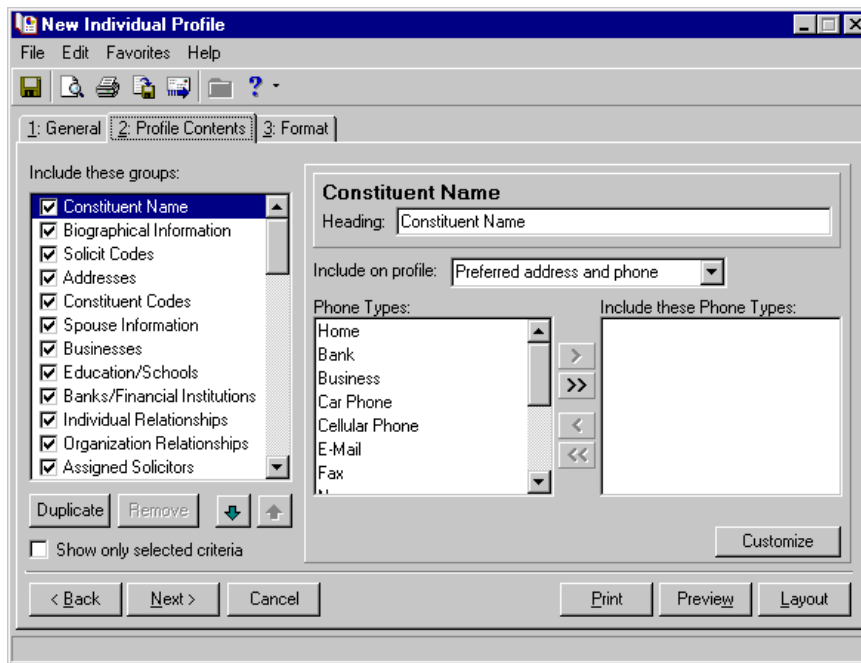 New Individual Profile
File Edit Favorites Help
1: General 2: Profile Contents 3: Format
Include these groups:
Constituent Name
Biographical Information
Solicit Codes
Addresses
Constituent Codes
Spouse Information
Businesses
Education/Schools
Banks/Financial Institutions
Individual Relationships
Organization Relationships
Assigned Solicitors
Duplicate Remove
Show only selected criteria
Constituent Name
Heading: Constituent Name
Include on profile: Preferred address and phone
Phone Types:
Home
Bank
Business
Car Phone
Cellular Phone
E-Mail
Fax
> 
>>
<
<<
Include these Phone Types:
Customize
< Back Next > Cancel Print Preview Layout